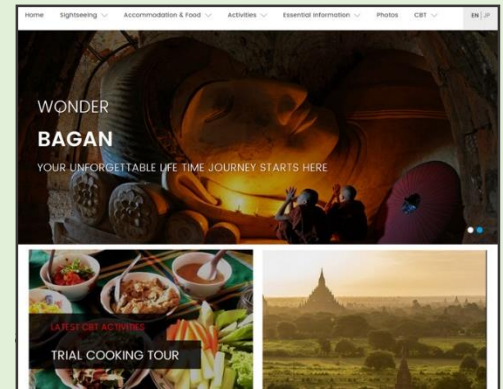 Home Sightseeing Accommodation & Food Activities Essential Information Photos CBT EN | JP
WONDER
BAGAN
YOUR UNFORGETTABLE LIFE TIME JOURNEY STARTS HERE
LATEST CBT ACTIVITIES
TRIAL COOKING TOUR